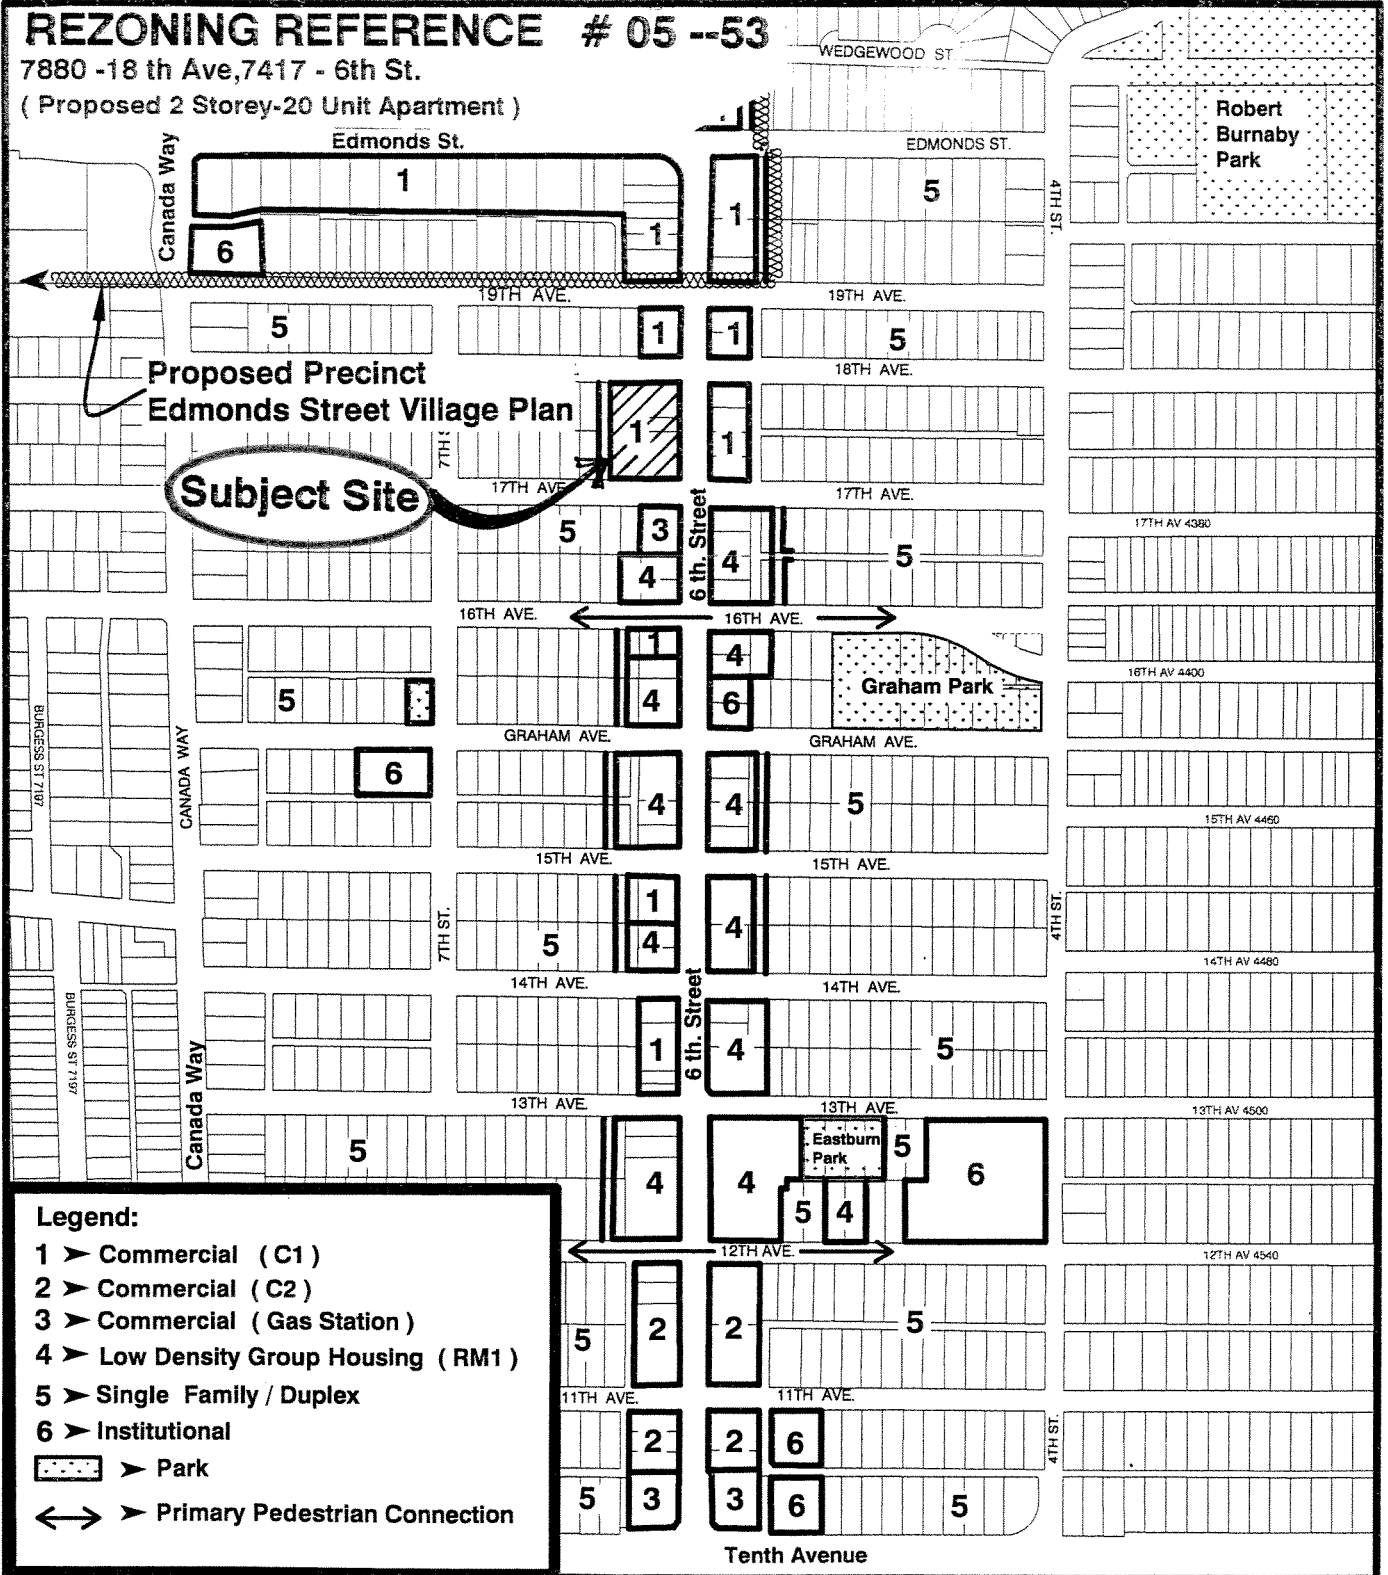 REZONING REFERENCE # 05 --53
7880 -18 th Ave,7417 - 6th St.
( Proposed 2 Storey-20 Unit Apartment )
WEDGEWOOD ST.
Robert
Burnaby
Park
Edmonds St.
EDMONDS ST.
Canada Way
4TH ST.
1
5
1
1
6
19TH AVE.
19TH AVE.
5
1
1
5
18TH AVE.
Proposed Precinct
Edmonds Street Village Plan
1
1
7TH S
Subject Site
17TH AVE
17TH AVE.
17TH AV 4380
6 th. Street
5
3
4
4
5
16TH AVE.
16TH AVE.
1
4
16TH AV 4400
5
4
6
Graham Park
GRAHAM AVE.
GRAHAM AVE.
BURGESS ST 7197
CANADA WAY
6
4
4
5
15TH AV 4460
15TH AVE.
15TH AVE.
1
4
7TH ST.
4TH ST.
5
4
14TH AV 4480
14TH AVE.
14TH AVE.
BURGESS ST 7197
6 th. Street
Canada Way
1
4
5
13TH AVE.
13TH AVE.
13TH AV 4500
5
4
4
Eastburn
Park
5
6
5
4
12TH AVE.
12TH AV 4540
Legend:
1 ➤ Commercial ( C1 )
2 ➤ Commercial ( C2 )
3 ➤ Commercial ( Gas Station )
4 ➤ Low Density Group Housing ( RM1 )
5 ➤ Single Family / Duplex
6 ➤ Institutional
➤ Park
➤ Primary Pedestrian Connection
5
2
2
5
11TH AVE.
11TH AVE.
2
2
6
4TH ST.
5
3
3
6
5
Tenth Avenue